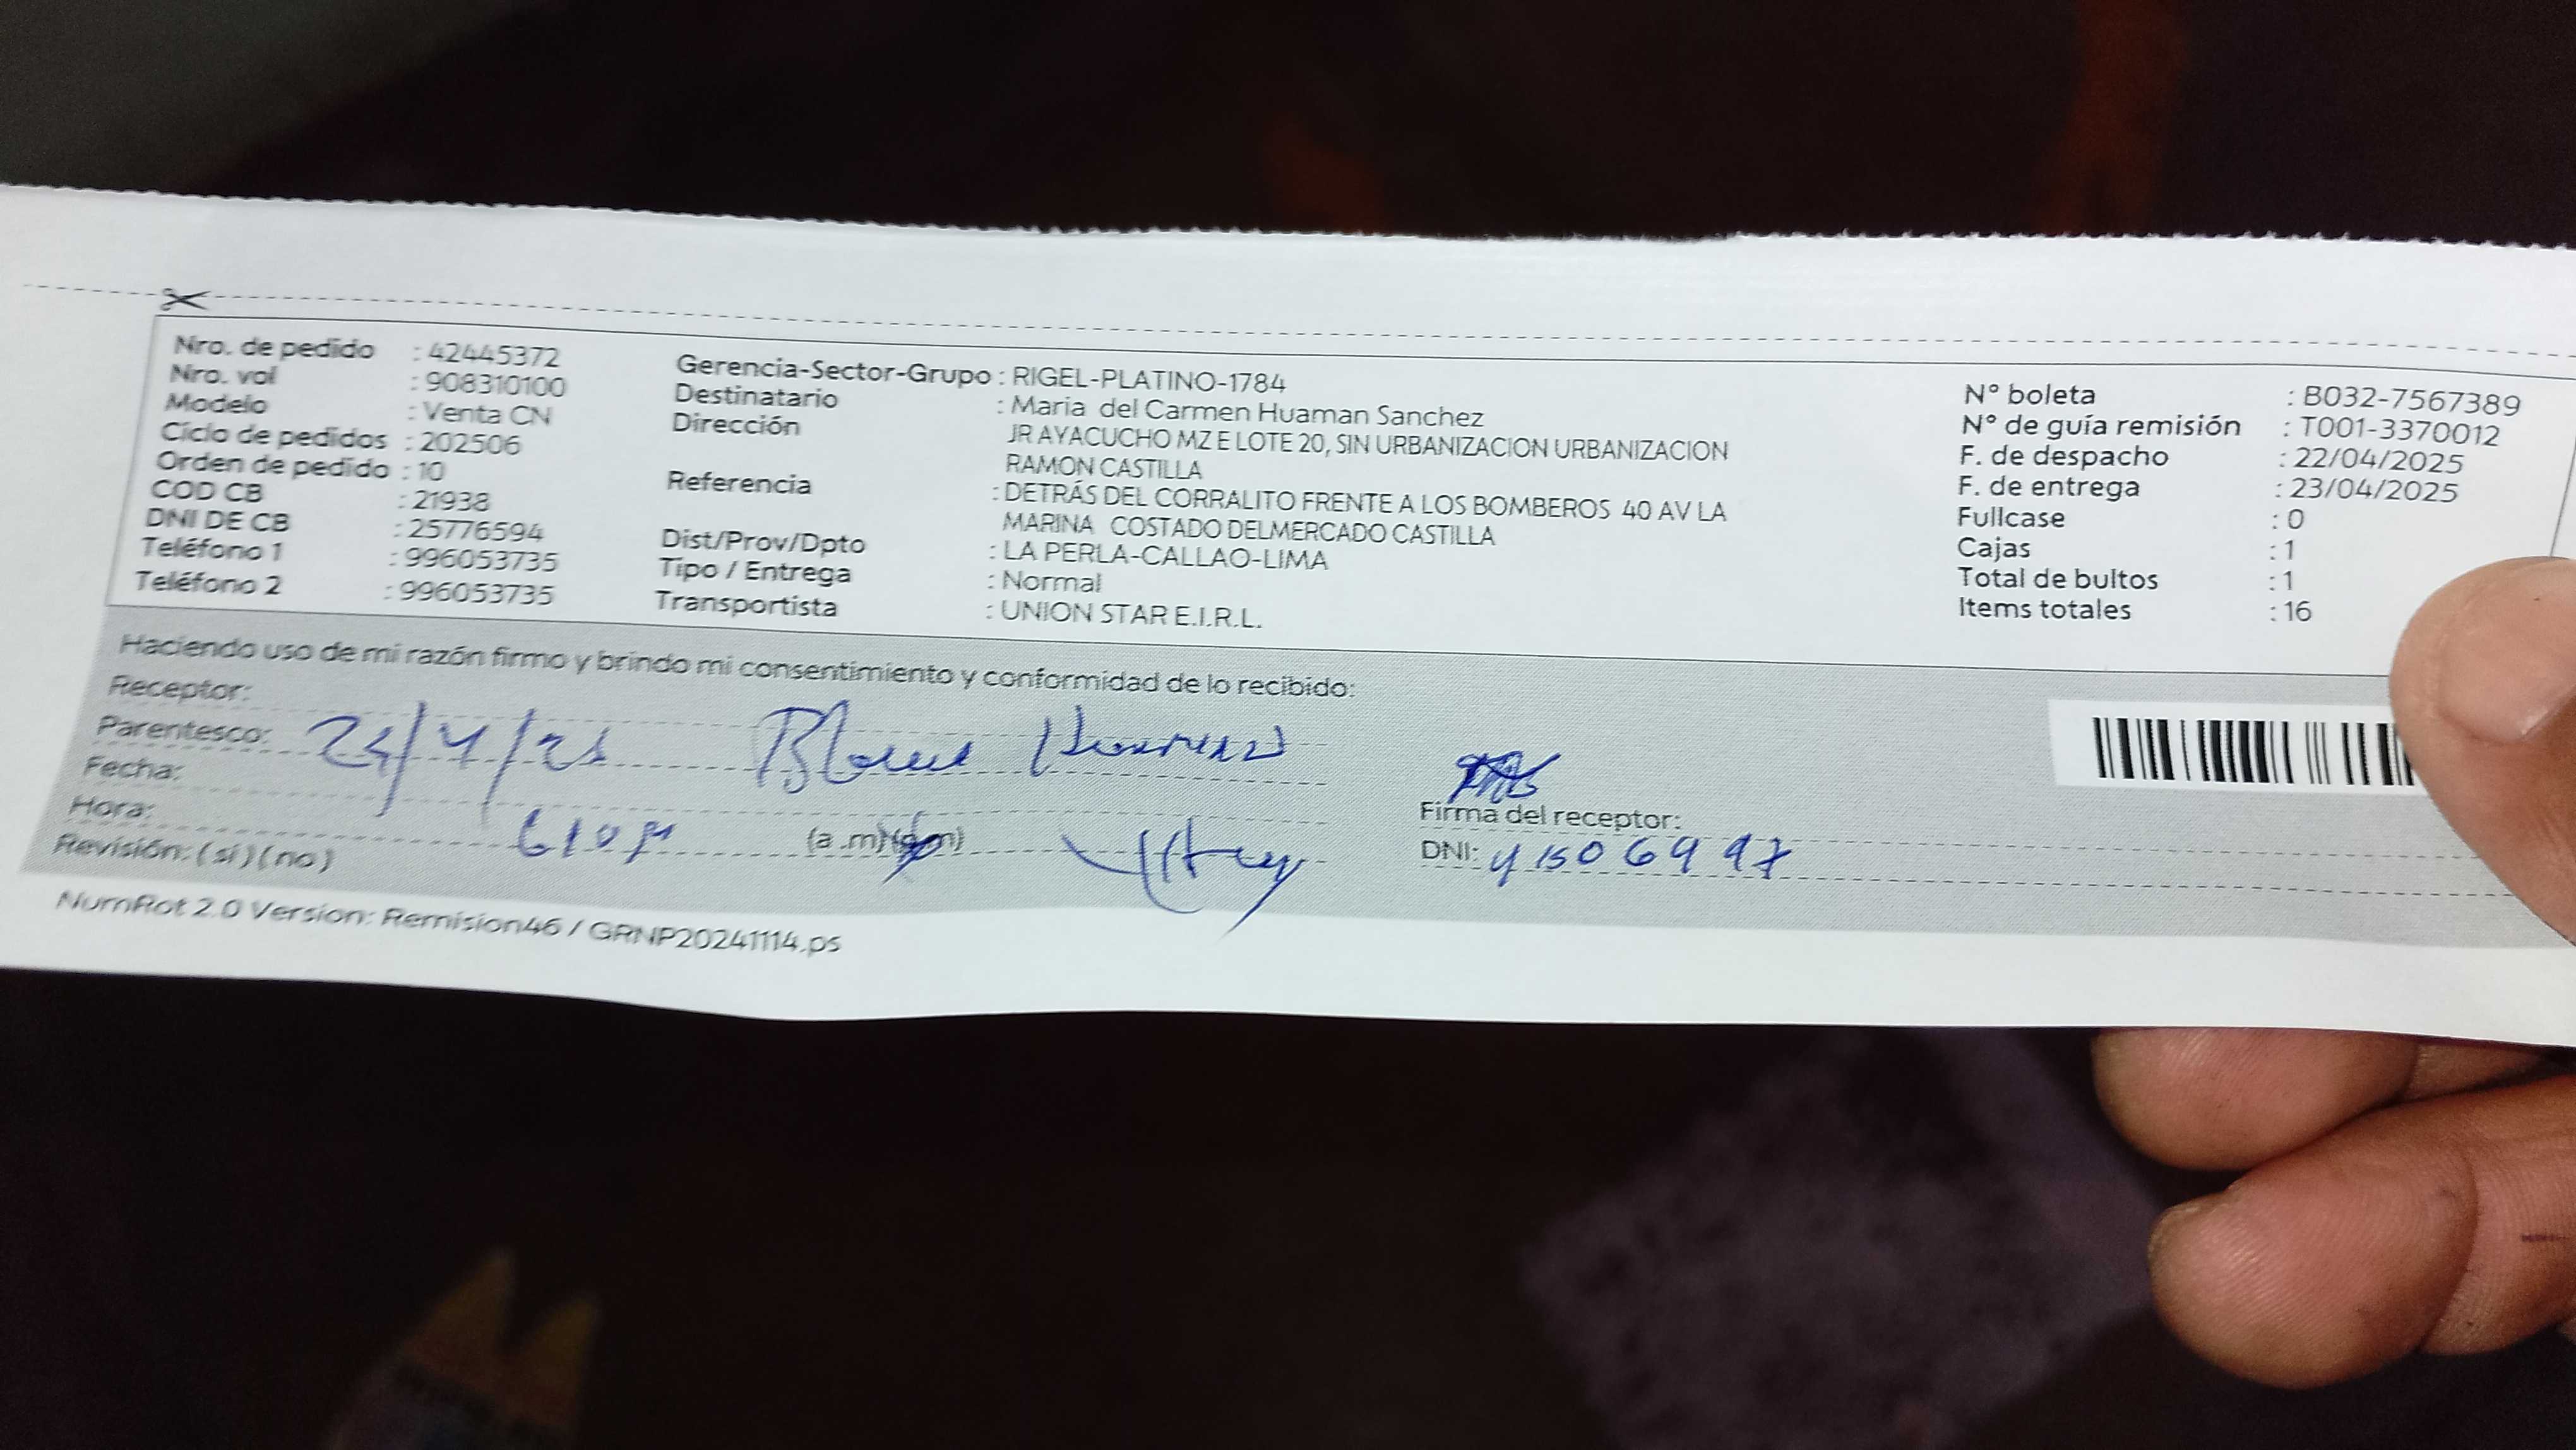 Nro. de pedido : 42445372
Nro. vol : 908310100
Modelo : Venta CN
Ciclo de pedidos : 202506
Orden de pedido : 10
COD CB : 21938
DNI DE CB : 25776594
Teléfono 1 : 996053735
Teléfono 2 : 996053735
Gerencia-Sector-Grupo : RIGEL-PLATINO-1784
Destinatario : Maria del Carmen Huaman Sanchez
Dirección JR AYACUCHO MZ E LOTE 20, SIN URBANIZACION URBANIZACION
RAMON CASTILLA
Referencia : DETRÁS DEL CORRALITO FRENTE A LOS BOMBEROS 40 AV LA
MARINA COSTADO DELMERCADO CASTILLA
Dist/Prov/Dpto : LA PERLA-CALLAO-LIMA
Tipo / Entrega : Normal
Transportista : UNION STAR E.I.R.L.
N° boleta : B032-7567389
N° de guía remisión : T001-3370012
F. de despacho : 22/04/2025
F. de entrega : 23/04/2025
Fullcase : 0
Cajas : 1
Total de bultos : 1
Items totales : 16
Haciendo uso de mi razón firmo y brindo mi consentimiento y conformidad de lo recibido:
Receptor:
Parentesco:
Fecha:
Hora: (a .m)(p.m)
Revisión: (si) (no)
Firma del receptor:
DNI:
NumRot 2.0 Version: Remision46 / GRNP20241114.ps